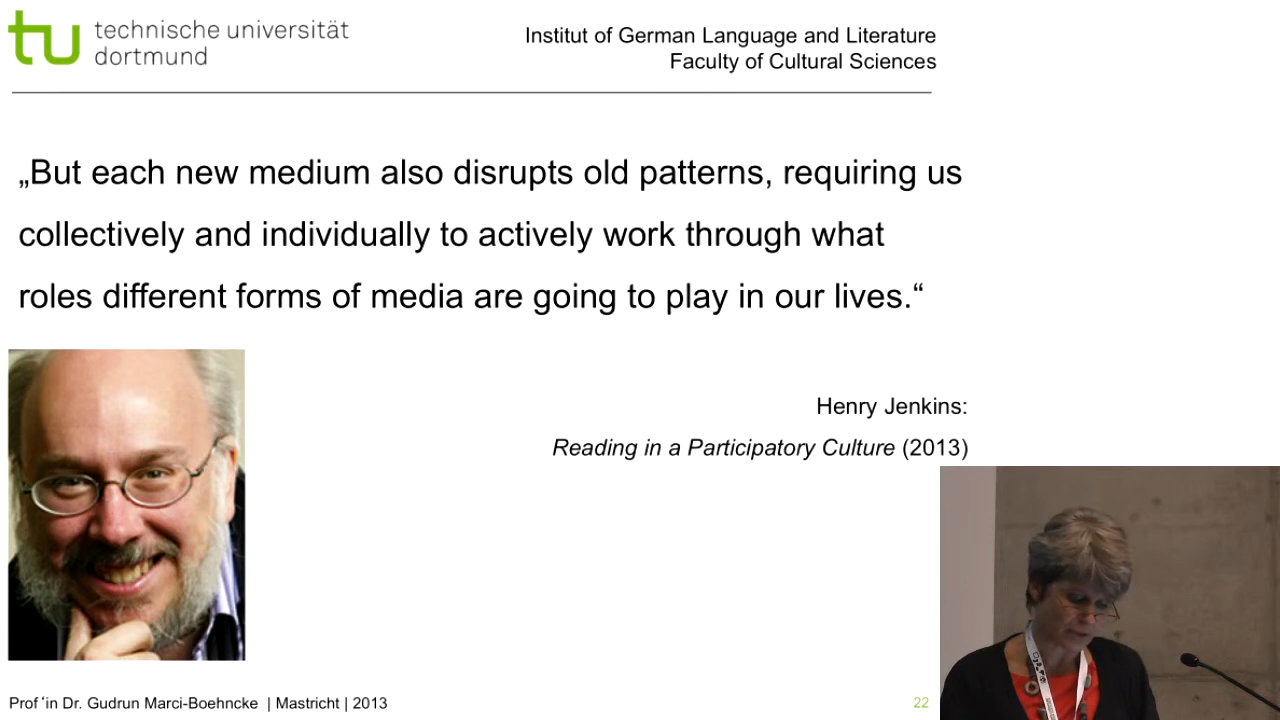 technische universität
dortmund
Institut of German Language and Literature
Faculty of Cultural Sciences
„But each new medium also disrupts old patterns, requiring us
collectively and individually to actively work through what
roles different forms of media are going to play in our lives.“
Henry Jenkins:
Reading in a Participatory Culture (2013)
Prof‘in Dr. Gudrun Marci-Boehncke | Mastricht | 2013
22